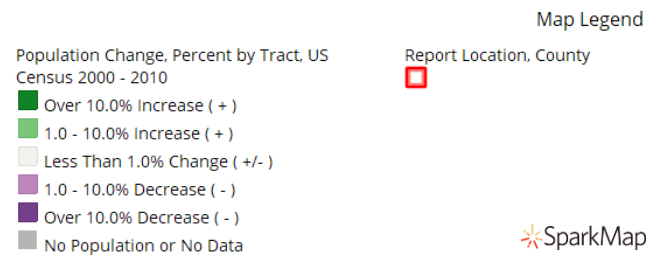 Map Legend
Population Change, Percent by Tract, US
Census 2000 - 2010
Over 10.0% Increase ( + )
1.0 - 10.0% Increase ( + )
Less Than 1.0% Change ( +/- )
1.0 - 10.0% Decrease ( - )
Over 10.0% Decrease ( - )
No Population or No Data
Report Location, County
SparkMap